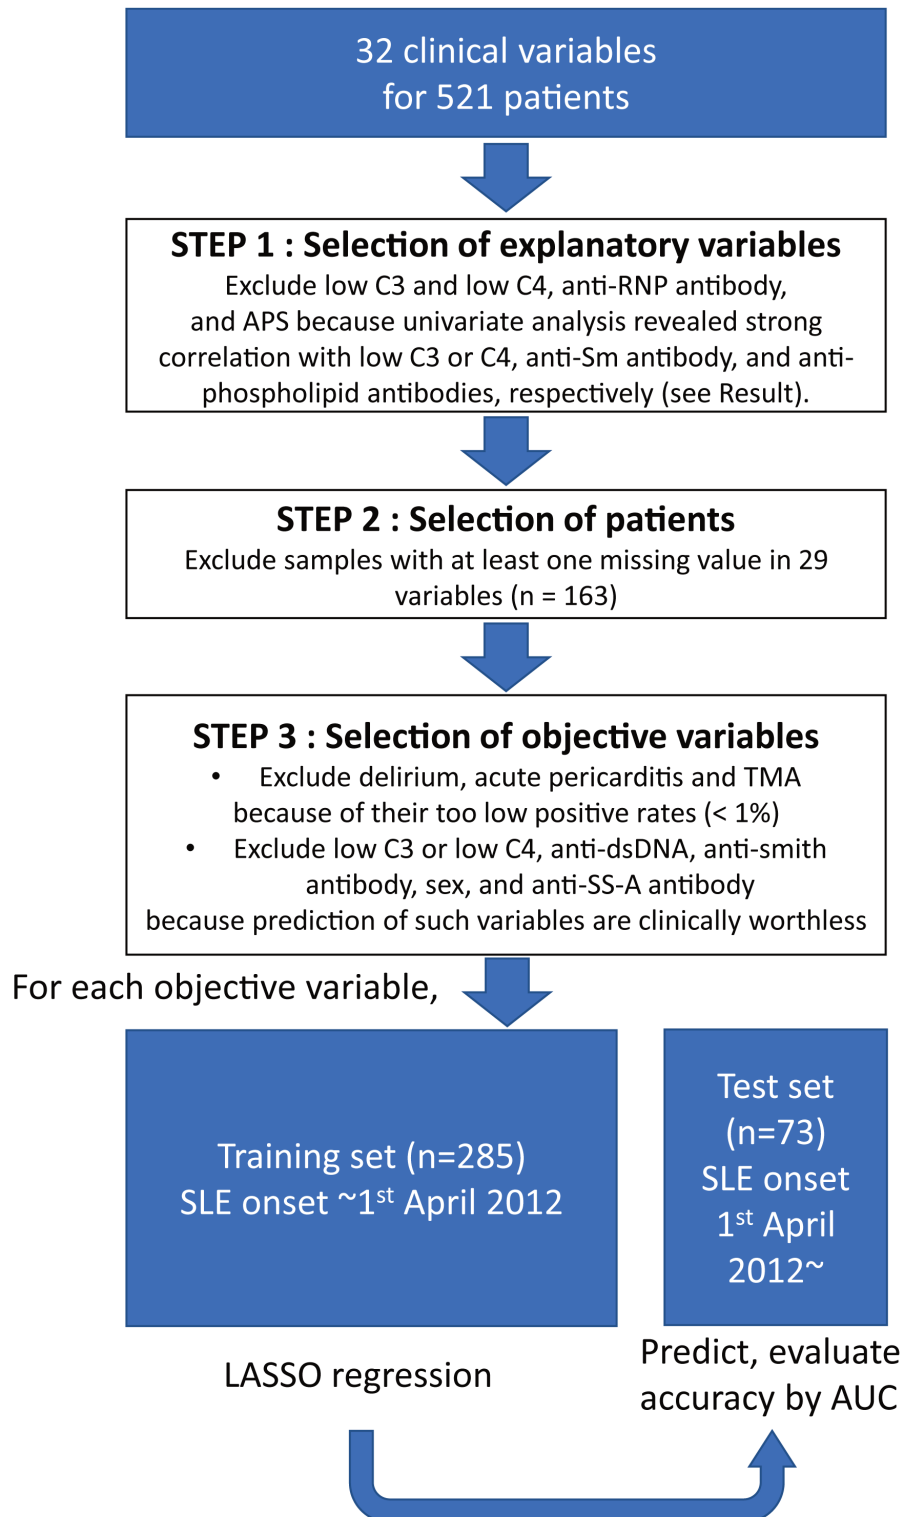 32 clinical variables
for 521 patients
STEP 1 : Selection of explanatory variables
Exclude low C3 and low C4, anti-RNP antibody,
and APS because univariate analysis revealed strong
correlation with low C3 or C4, anti-Sm antibody, and anti-
phospholipid antibodies, respectively (see Result).
STEP 2 : Selection of patients
Exclude samples with at least one missing value in 29
variables (n = 163)
STEP 3 : Selection of objective variables
• Exclude delirium, acute pericarditis and TMA
because of their too low positive rates (< 1%)
• Exclude low C3 or low C4, anti-dsDNA, anti-smith
antibody, sex, and anti-SS-A antibody
because prediction of such variables are clinically worthless
For each objective variable,
Training set (n=285)
SLE onset ~1st April 2012
Test set
(n=73)
SLE onset
1st April
2012~
LASSO regression
Predict, evaluate
accuracy by AUC